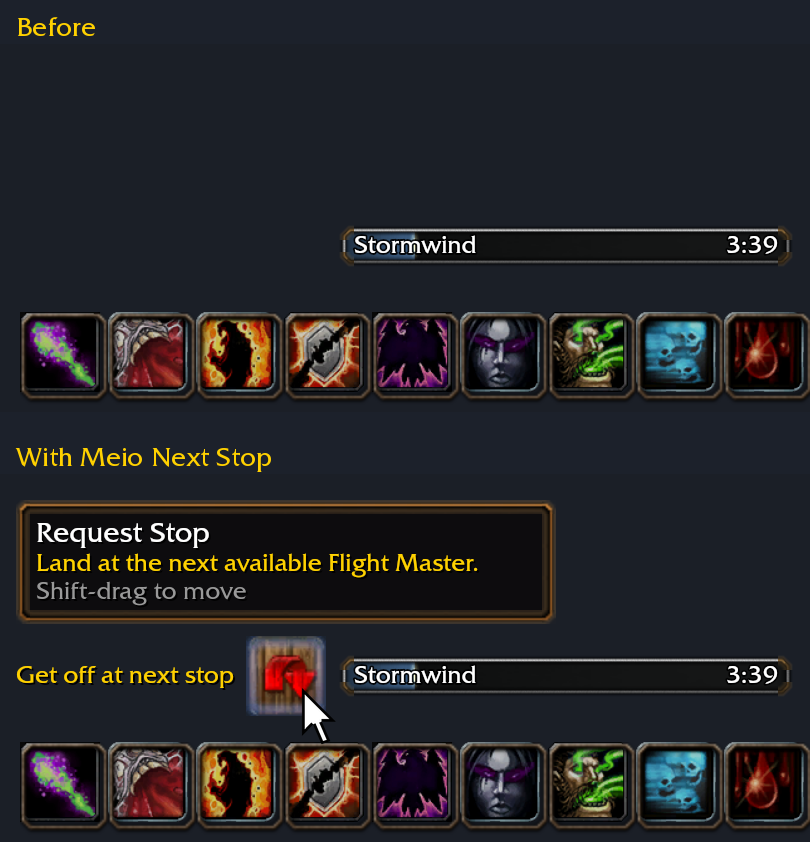 Before
Stormwind 3:39
With Meio Next Stop
Request Stop
Land at the next available Flight Master.
Shift-drag to move
Get off at next stop
Stormwind 3:39